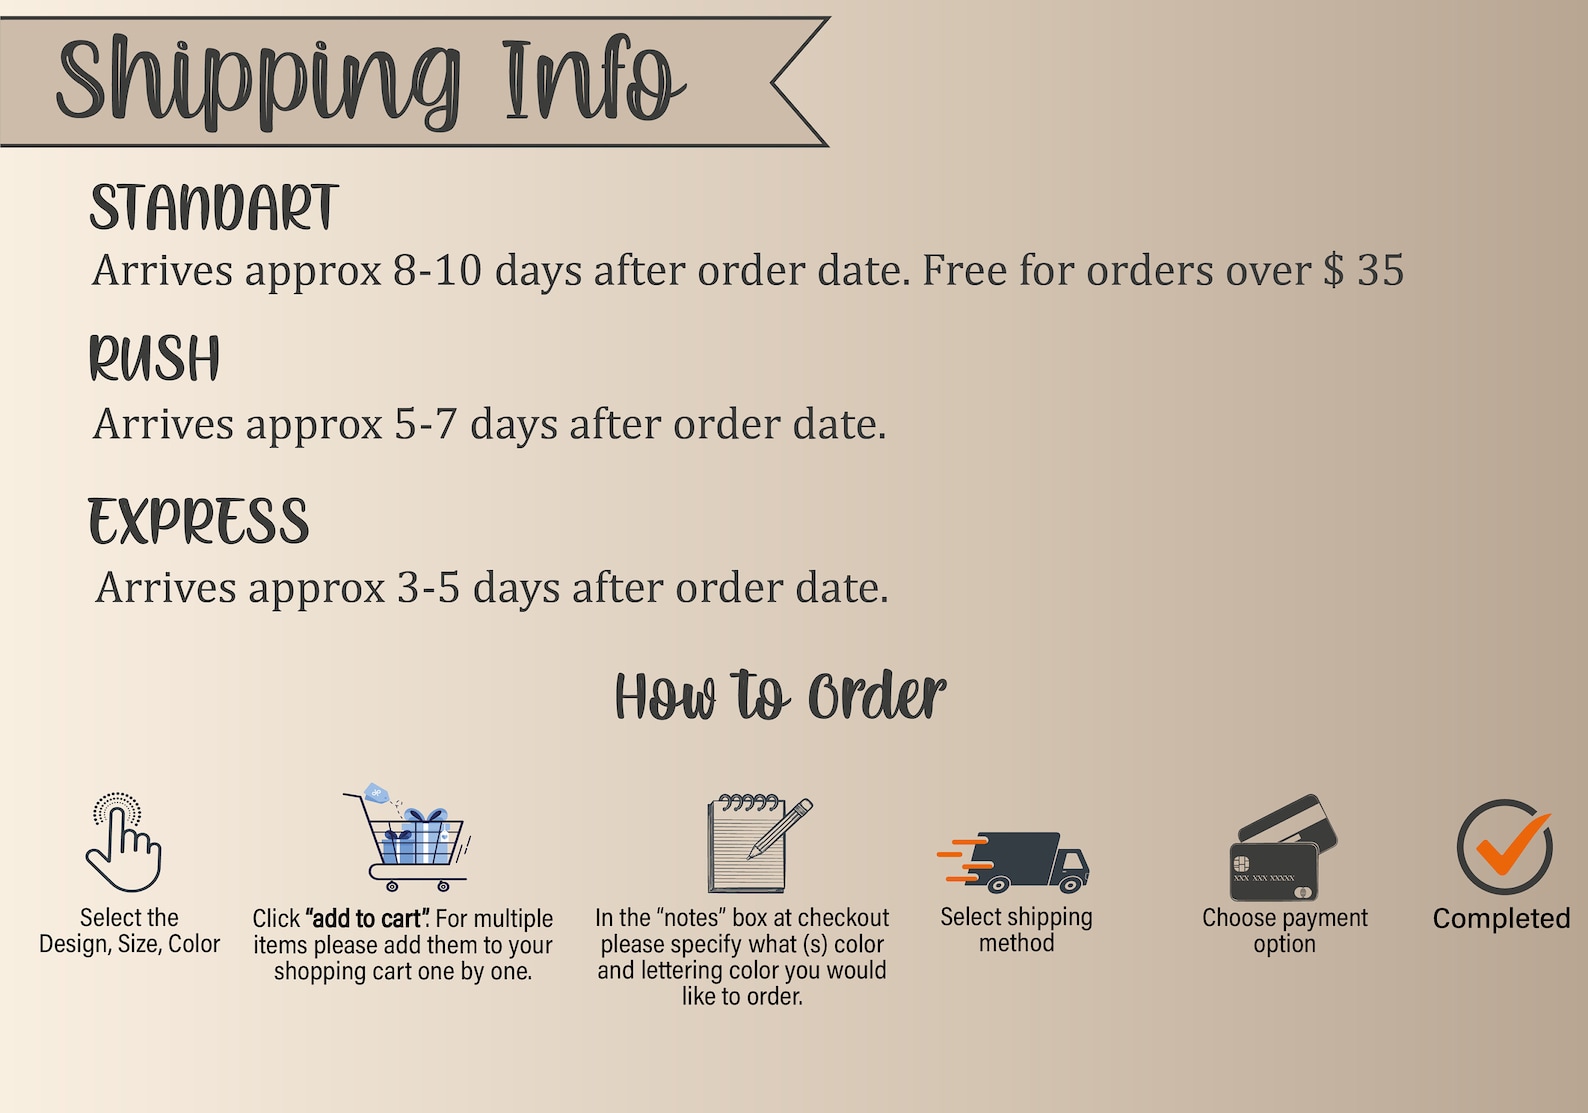 Shipping Info
STANDART
Arrives approx 8-10 days after order date. Free for orders over $ 35
RUSH
Arrives approx 5-7 days after order date.
EXPRESS
Arrives approx 3-5 days after order date.
How to Order
Select the
Design, Size, Color
Click "add to cart". For multiple
items please add them to your
shopping cart one by one.
In the "notes" box at checkout
please specify what (s) color
and lettering color you would
like to order.
Select shipping
method
XXX XXX XXXXX
Choose payment
option
Completed